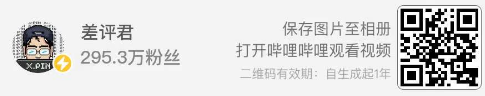 差评君
295.3万粉丝
X.PIN
保存图片至相册
打开哔哩哔哩观看视频
二维码有效期：自生成起1年